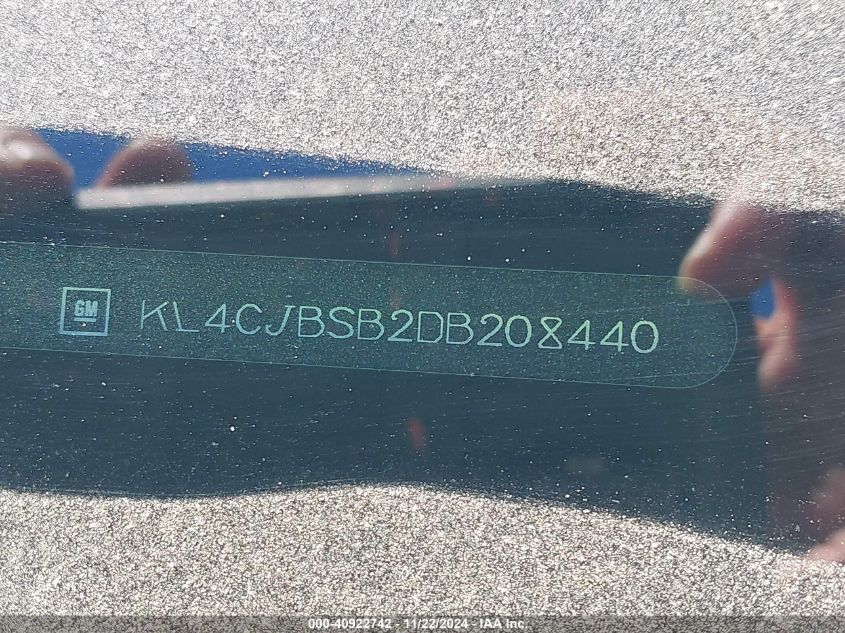 GM KL4CJBSB2DB208440
000-40922742 - 11/22/2024 - IAA Inc.